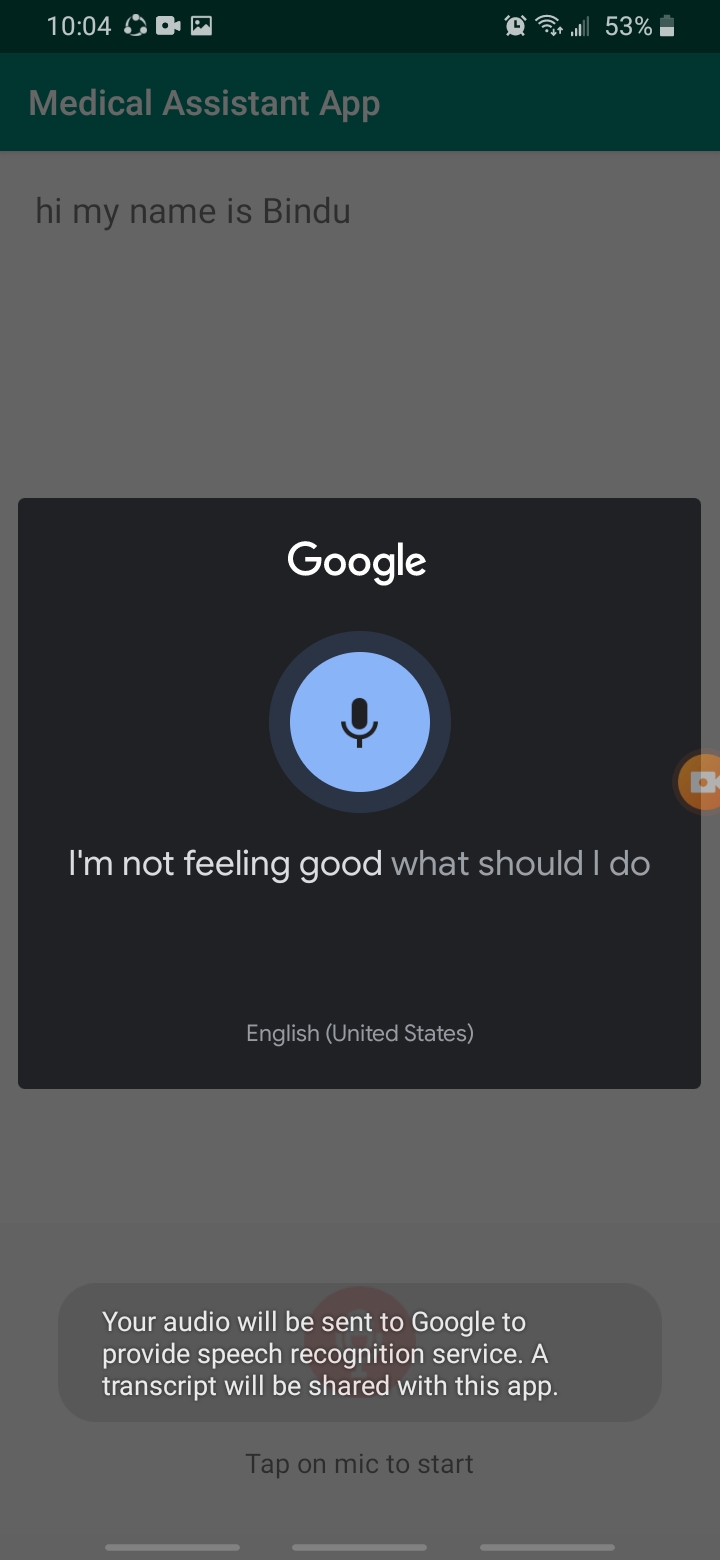 10:04
53%
Medical Assistant App
hi my name is Bindu
Google
I'm not feeling good what should I do
English (United States)
Your audio will be sent to Google to
provide speech recognition service. A
transcript will be shared with this app.
Tap on mic to start